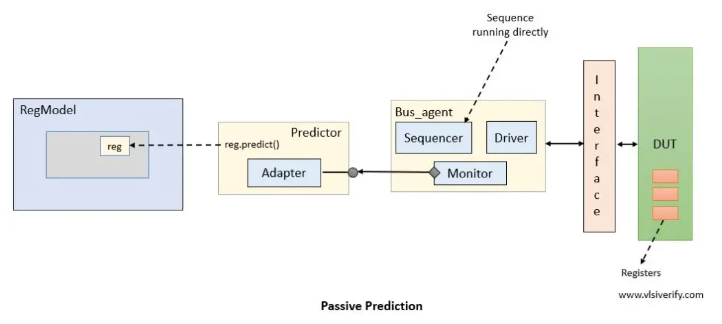 Sequence
running directly
RegModel
reg
Predictor
reg.predict()
Adapter
Bus_agent
Sequencer
Driver
Monitor
I
n
t
e
r
f
a
c
e
DUT
Registers
www.vlsiverify.com
Passive Prediction